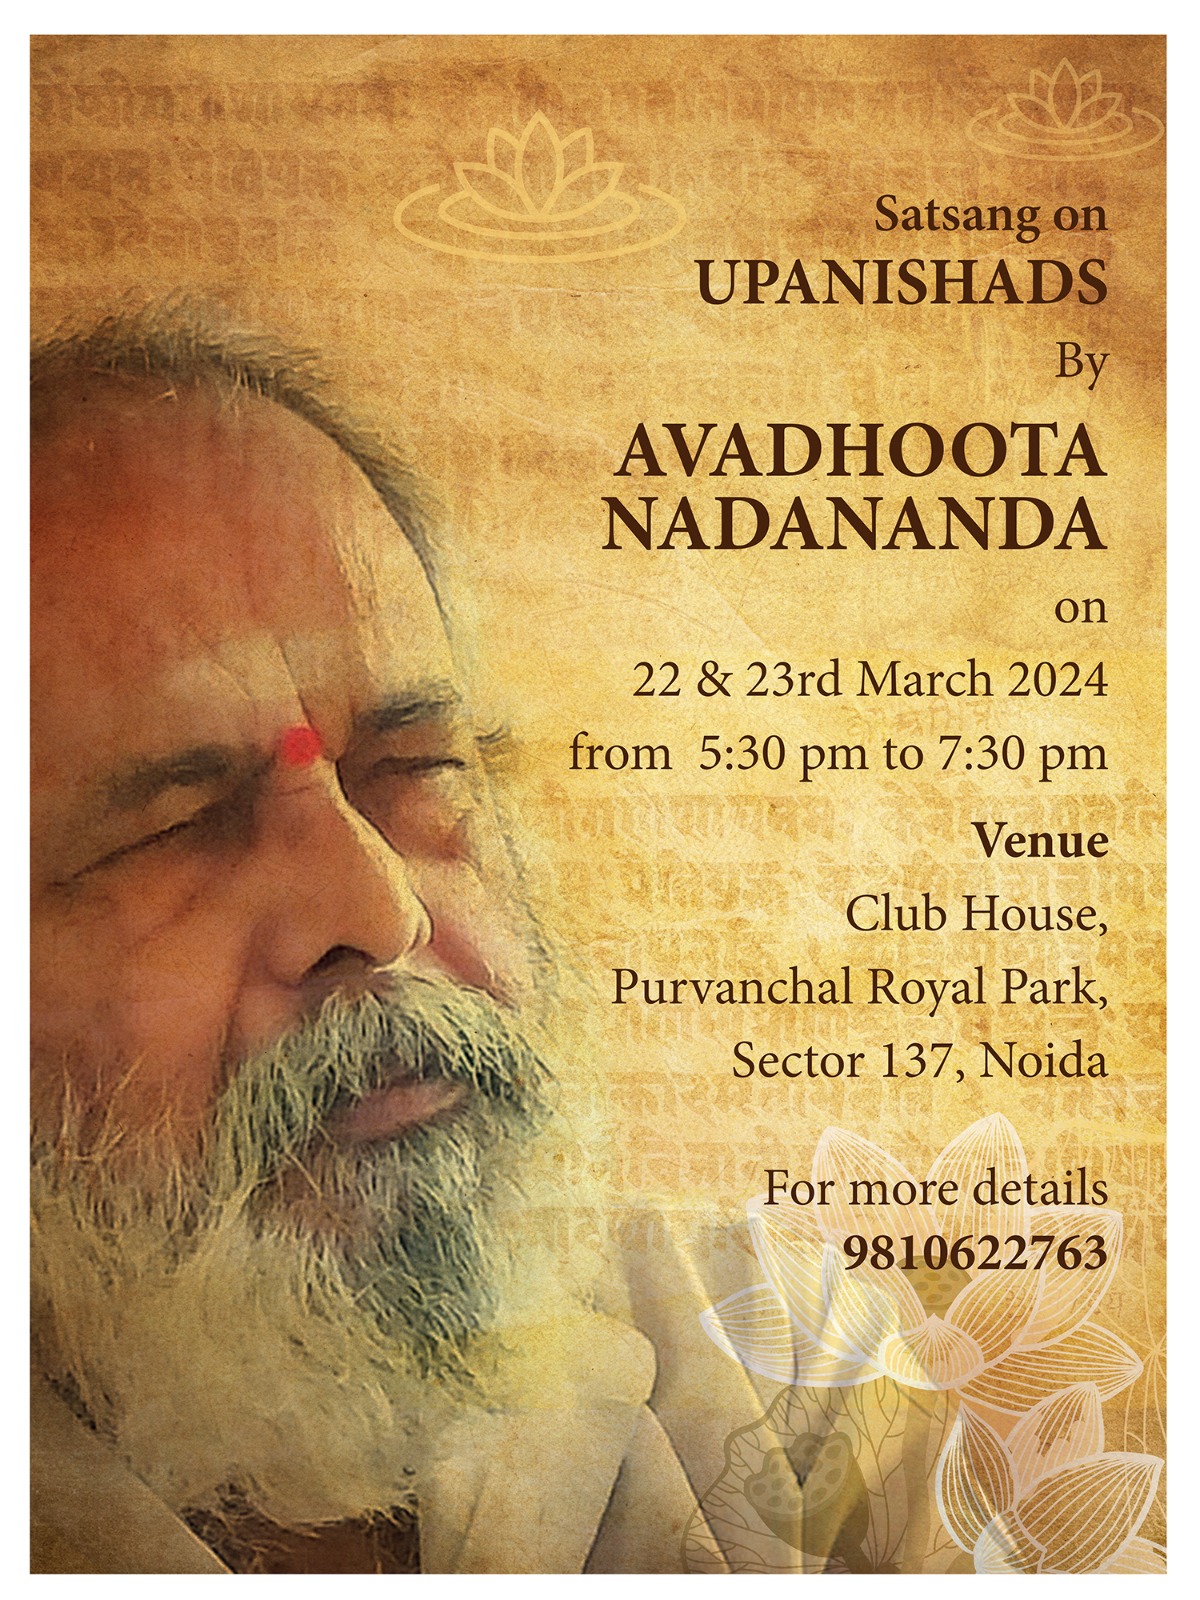 Satsang on
UPANISHADS
By
AVADHOOTA
NADANANDA
on
22 & 23rd March 2024
from 5:30 pm to 7:30 pm
Venue
Club House,
Purvanchal Royal Park,
Sector 137, Noida
For more details
9810622763